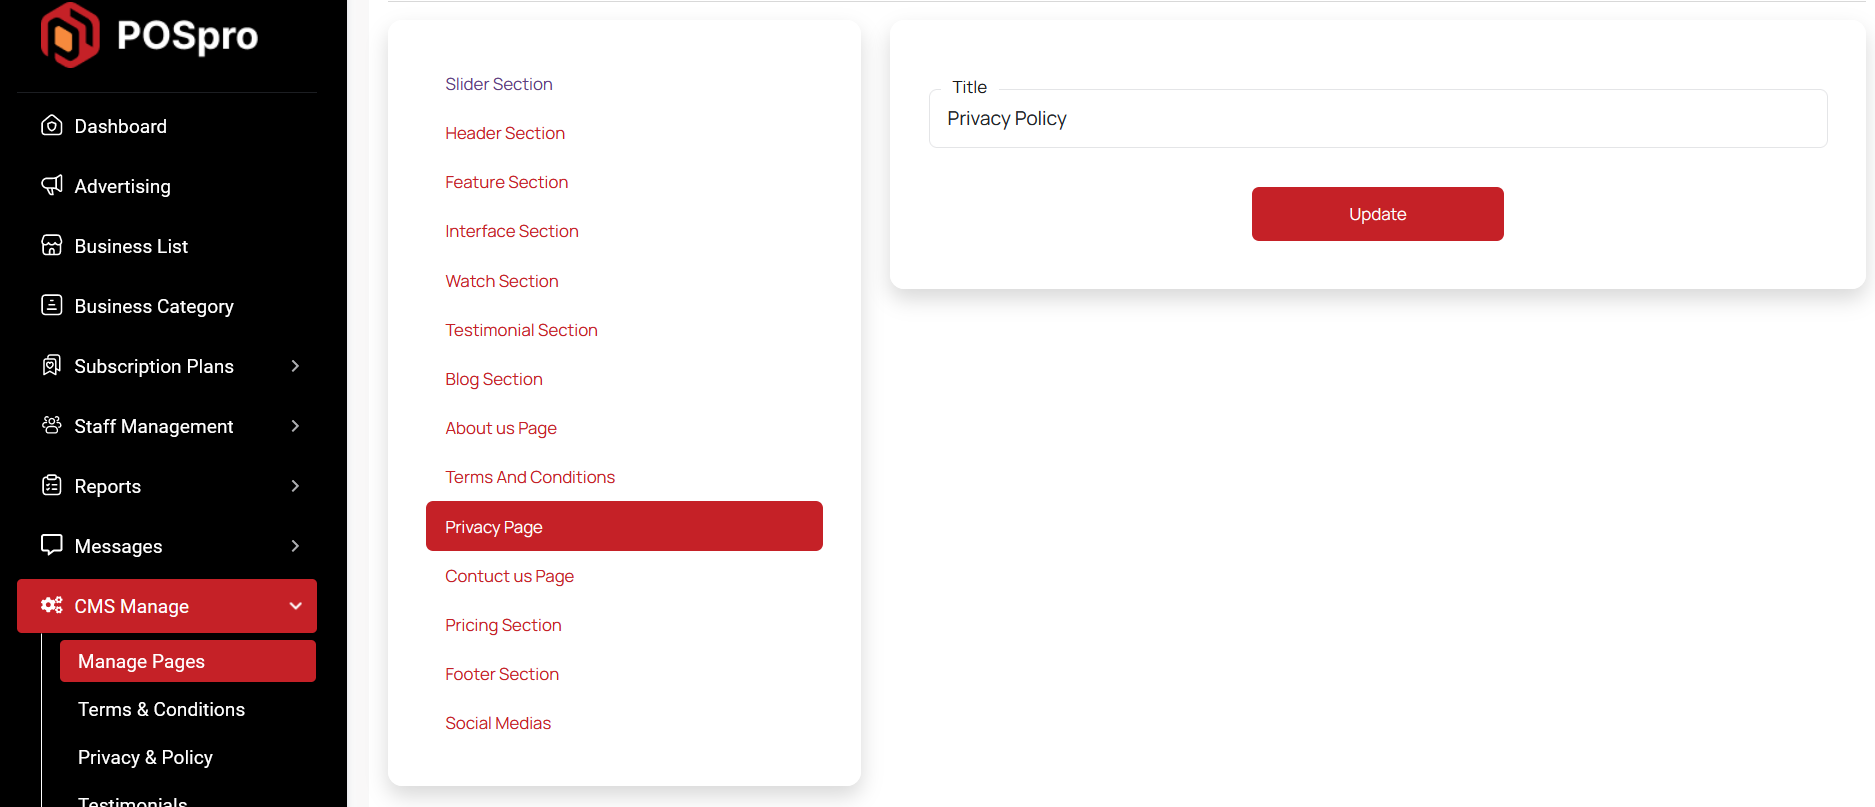 POSpro
Dashboard
Advertising
Business List
Business Category
Subscription Plans
Staff Management
Reports
Messages
CMS Manage
Manage Pages
Terms & Conditions
Privacy & Policy
Testimonials
Slider Section
Header Section
Feature Section
Interface Section
Watch Section
Testimonial Section
Blog Section
About us Page
Terms And Conditions
Privacy Page
Contuct us Page
Pricing Section
Footer Section
Social Medias
Title
Privacy Policy
Update